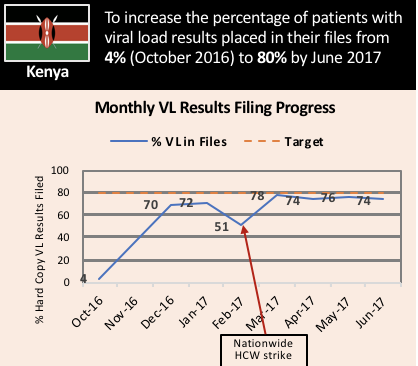 To increase the percentage of patients with
viral load results placed in their files from
4% (October 2016) to 80% by June 2017
Kenya
Monthly VL Results Filing Progress
% VL in Files
Target
% Hard Copy VL Results Filed
100
80
60
40
20
0
4
70
72
51
78
74
76
74
Oct-16
Nov-16
Dec-16
Jan-17
Feb-17
Mar-17
Apr-17
May-17
Jun-17
Nationwide
HCW strike